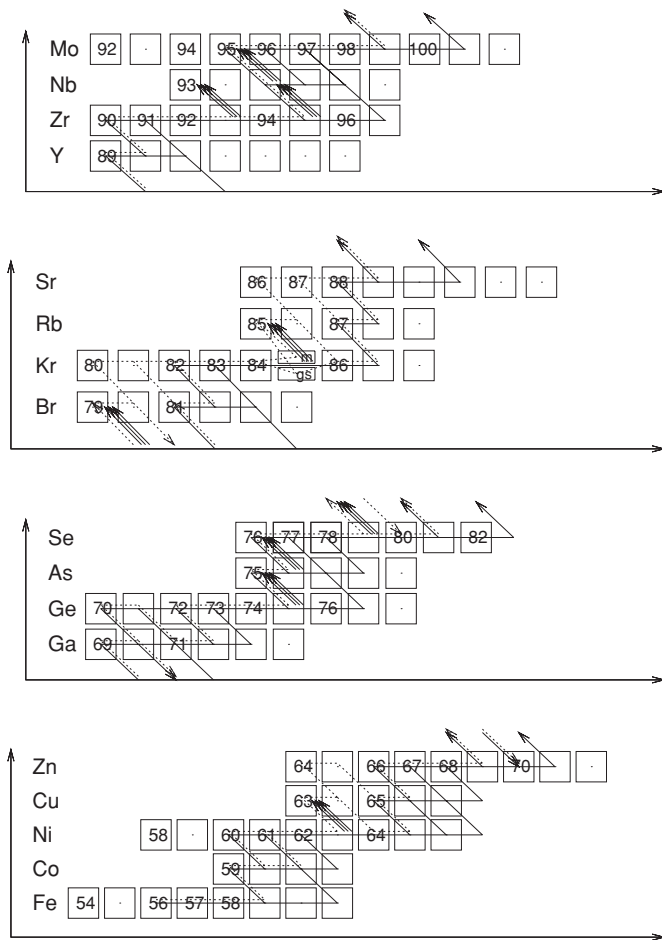 Mo 92 94 95 96 97 98 100
Nb 93
Zr 90 91 92 94 96
Y 89
Sr 86 87 88
Rb 85 87
Kr 80 82 83 84 m gs 86
Br 79 81
Se 76 77 78 80 82
As 75
Ge 70 72 73 74 76
Ga 69 71
Zn 64 66 67 68 70
Cu 63 65
Ni 58 60 61 62 64
Co 59
Fe 54 56 57 58